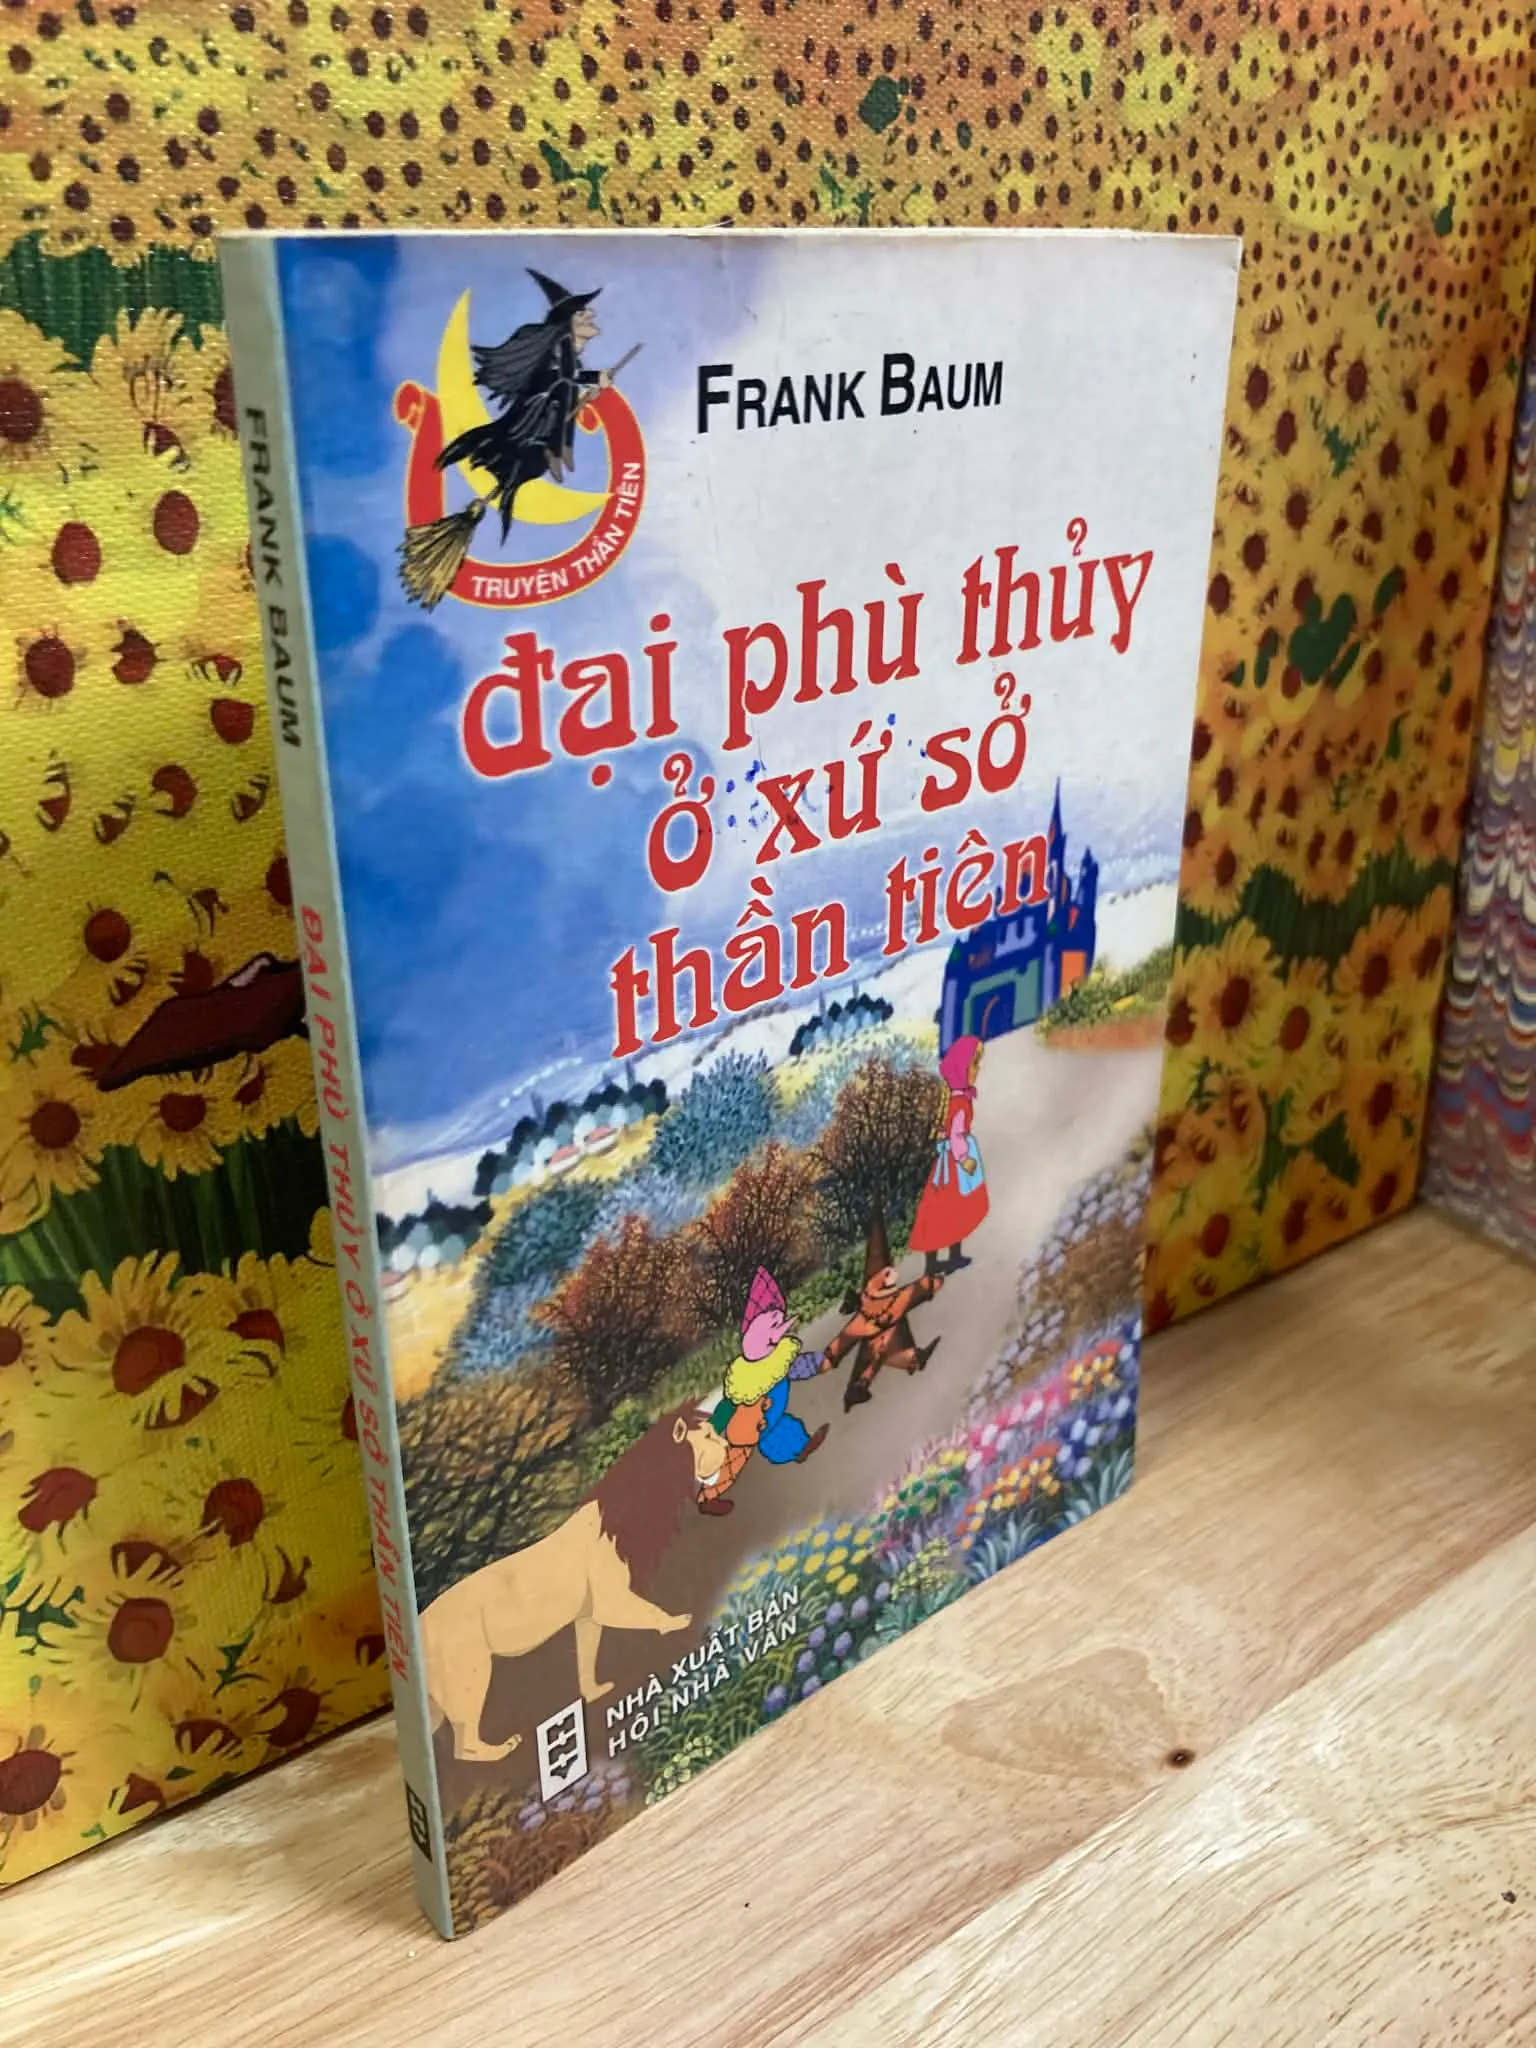 FRANK BAUM
TRUYỆN THẦN TIÊN
đại phù thủy
ở xứ sở
thần tiên
NHÀ XUẤT BẢN
HỘI NHÀ VĂN
FRANK BAUM
ĐẠI PHÙ THỦY Ở XỨ SỞ THẦN TIÊN